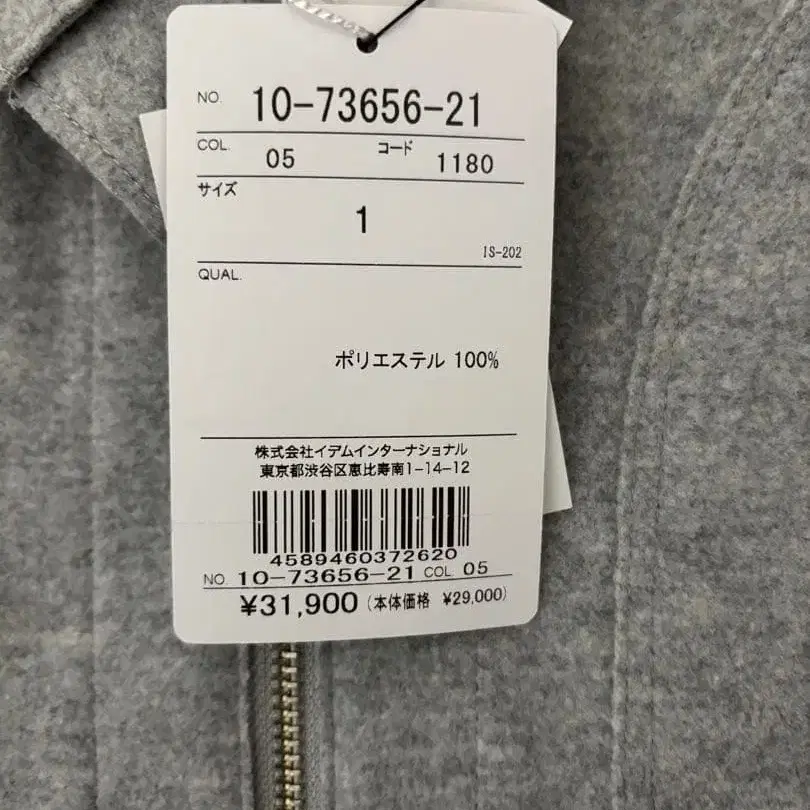 NO. 10-73656-21
COL. 05 コード 1180
サイズ
1
IS-202
QUAL.
ポリエステル 100%
株式会社イデムインターナショナル
東京都渋谷区恵比寿南1-14-12
4589460372620
NO. 10-73656-21 COL. 05
¥31,900 (本体価格 ¥29,000)